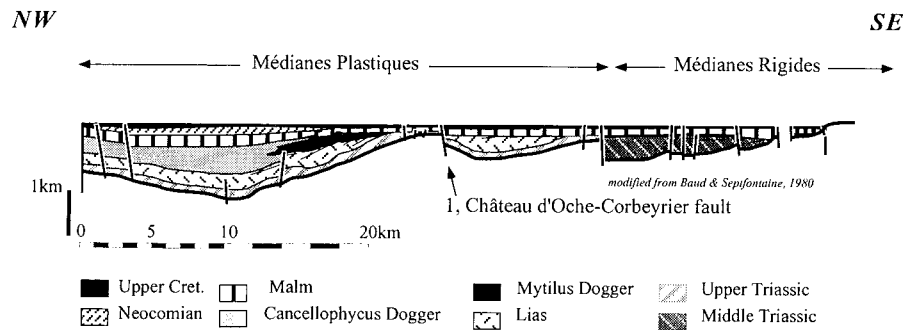 NW
SE
Médianes Plastiques
Médianes Rigides
modified from Baud & Sepifontaine, 1980
1km
1, Château d'Oche-Corbeyrier fault
0 5 10 20km
Upper Cret.
Malm
Mytilus Dogger
Upper Triassic
Neocomian
Cancellophycus Dogger
Lias
Middle Triassic